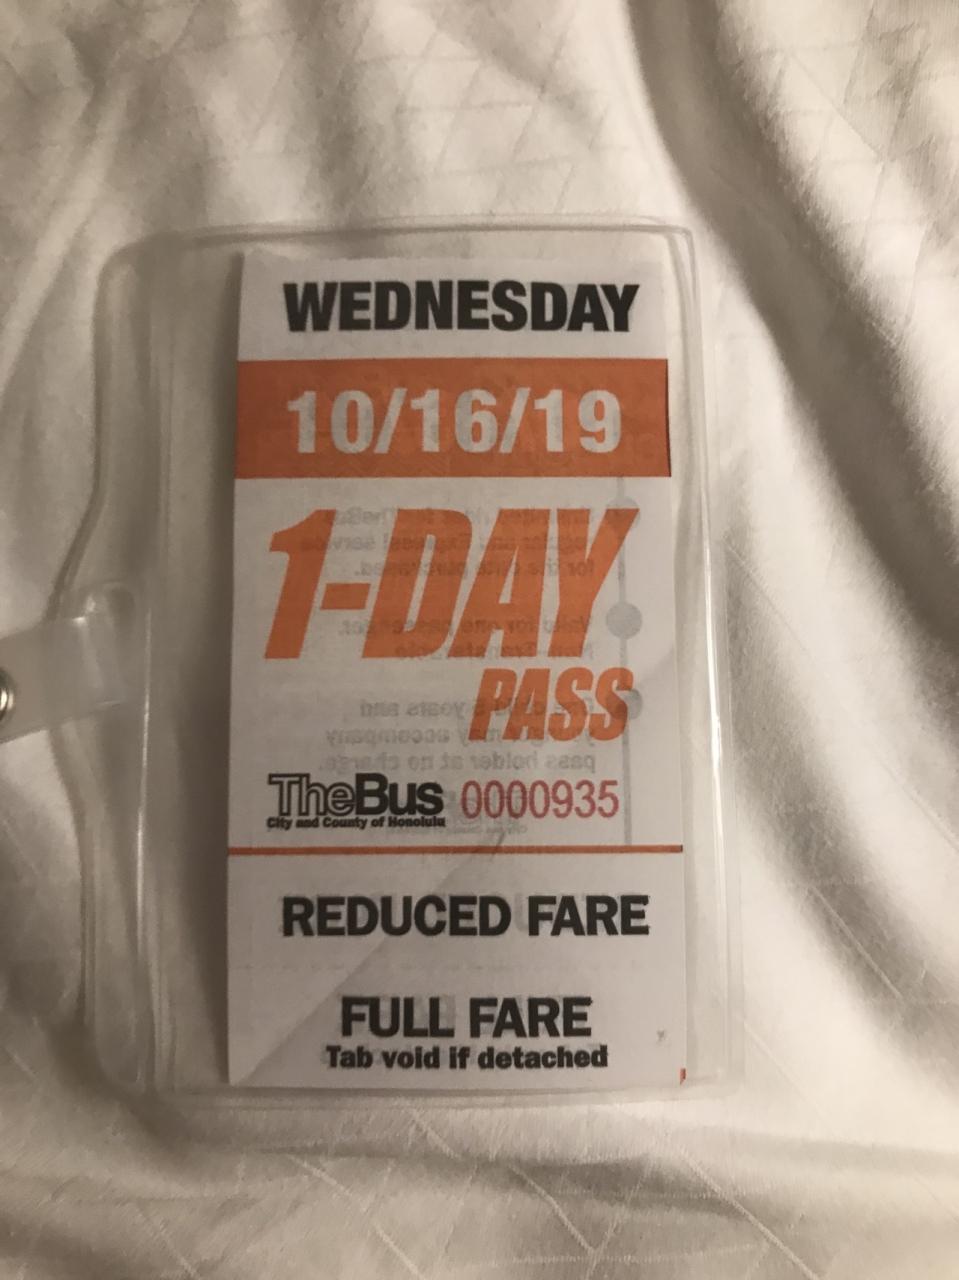 WEDNESDAY
10/16/19
1-DAY
PASS
TheBus 0000935
City and County of Honolulu
REDUCED FARE
FULL FARE
Tab void if detached